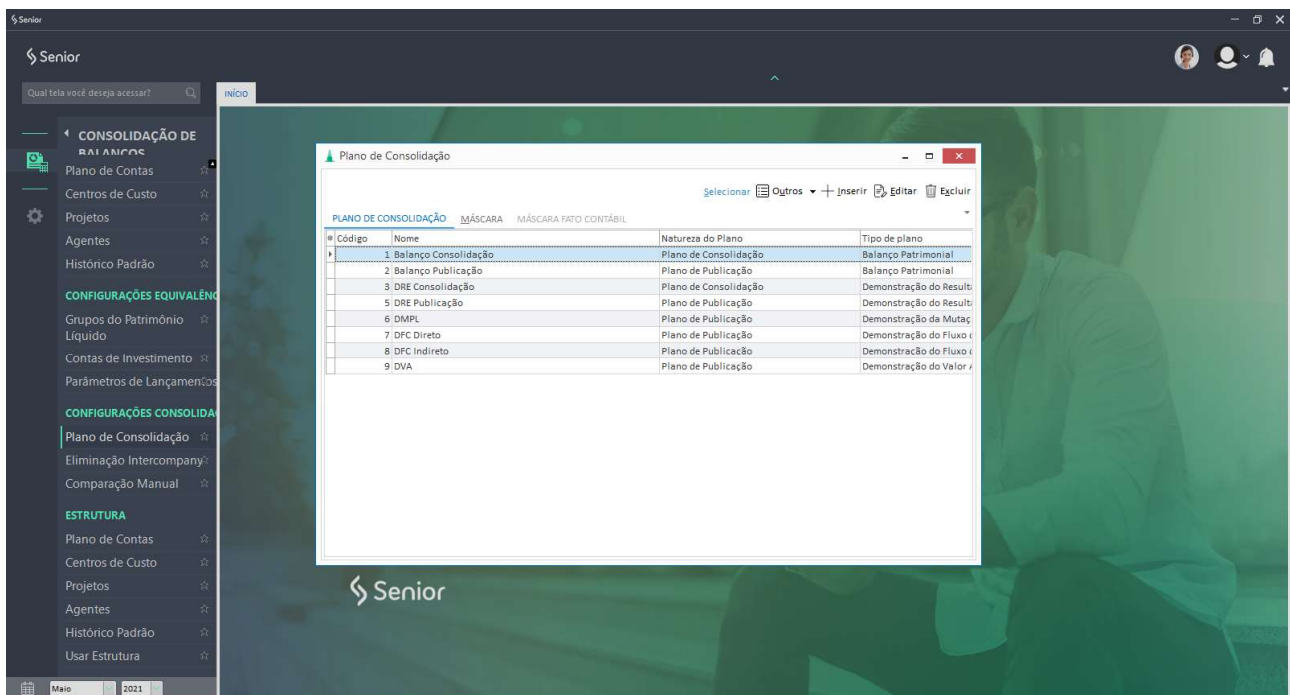 Senior
Senior
Qual tela você deseja acessar?
INÍCIO
CONSOLIDAÇÃO DE
BALANÇOS
Plano de Contas
Centros de Custo
Projetos
Agentes
Histórico Padrão
CONFIGURAÇÕES EQUIVALÊNC
Grupos do Patrimônio
Líquido
Contas de Investimento
Parâmetros de Lançamentos
CONFIGURAÇÕES CONSOLIDA
Plano de Consolidação
Eliminação Intercompany
Comparação Manual
ESTRUTURA
Plano de Contas
Centros de Custo
Projetos
Agentes
Histórico Padrão
Usar Estrutura
Maio 2021
Plano de Consolidação
Selecionar Outros Inserir Editar Excluir
PLANO DE CONSOLIDAÇÃO MÁSCARA MÁSCARA FATO CONTÁBIL
Código Nome Natureza do Plano Tipo de plano
1 Balanço Consolidação Plano de Consolidação Balanço Patrimonial
2 Balanço Publicação Plano de Publicação Balanço Patrimonial
3 DRE Consolidação Plano de Consolidação Demonstração do Result
5 DRE Publicação Plano de Publicação Demonstração do Result
6 DMPL Plano de Publicação Demonstração da Mutaç
7 DFC Direto Plano de Publicação Demonstração do Fluxo
8 DFC Indireto Plano de Publicação Demonstração do Fluxo
9 DVA Plano de Publicação Demonstração do Valor
Senior